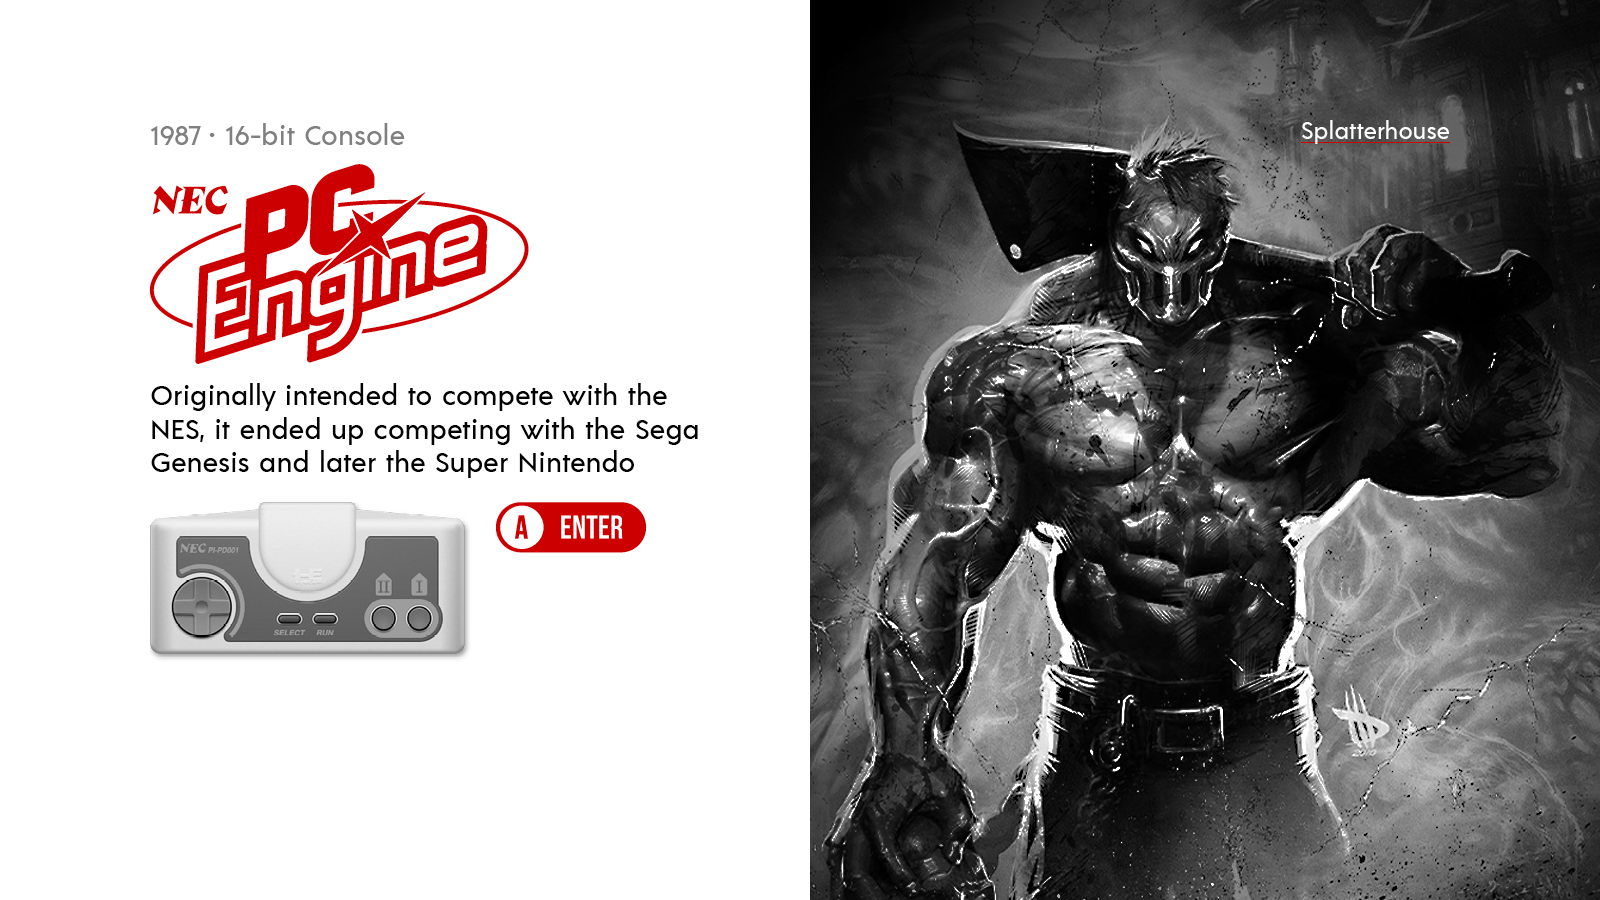 1987 · 16-bit Console
NEC
PC
Engine
Originally intended to compete with the
NES, it ended up competing with the Sega
Genesis and later the Super Nintendo
NEC PI-PD001
II I
SELECT RUN
A ENTER
Splatterhouse